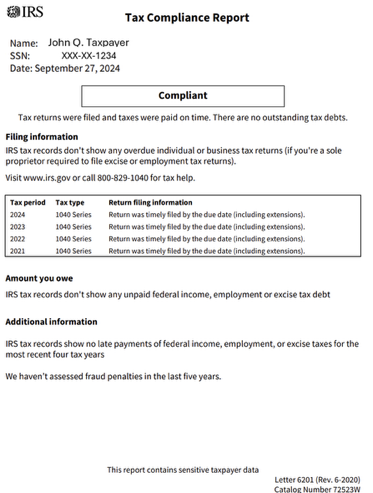 IRS
Tax Compliance Report
Name: John Q. Taxpayer
SSN: XXX-XX-1234
Date: September 27, 2024
Compliant
Tax returns were filed and taxes were paid on time. There are no outstanding tax debts.
Filing information
IRS tax records don't show any overdue individual or business tax returns (if you're a sole
proprietor required to file excise or employment tax returns).
Visit www.irs.gov or call 800-829-1040 for tax help.
Tax period Tax type Return filing information
2024 1040 Series Return was timely filed by the due date (including extensions).
2023 1040 Series Return was timely filed by the due date (including extensions).
2022 1040 Series Return was timely filed by the due date (including extensions).
2021 1040 Series Return was timely filed by the due date (including extensions).
Amount you owe
IRS tax records don't show any unpaid federal income, employment or excise tax debt
Additional information
IRS tax records show no late payments of federal income, employment, or excise taxes for the
most recent four tax years
We haven't assessed fraud penalties in the last five years.
This report contains sensitive taxpayer data
Letter 6201 (Rev. 6-2020)
Catalog Number 72523W